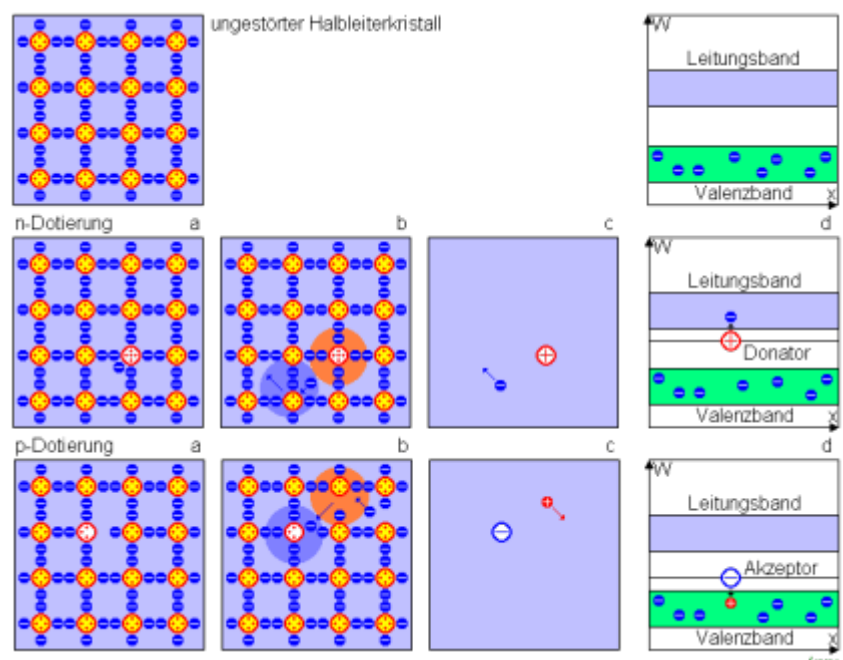 ungestörter Halbleiterkristall
W
Leitungsband
Valenzband
x
n-Dotierung
a
b
c
d
W
Leitungsband
Donator
Valenzband
x
p-Dotierung
a
b
c
d
W
Leitungsband
Akzeptor
Valenzband
x